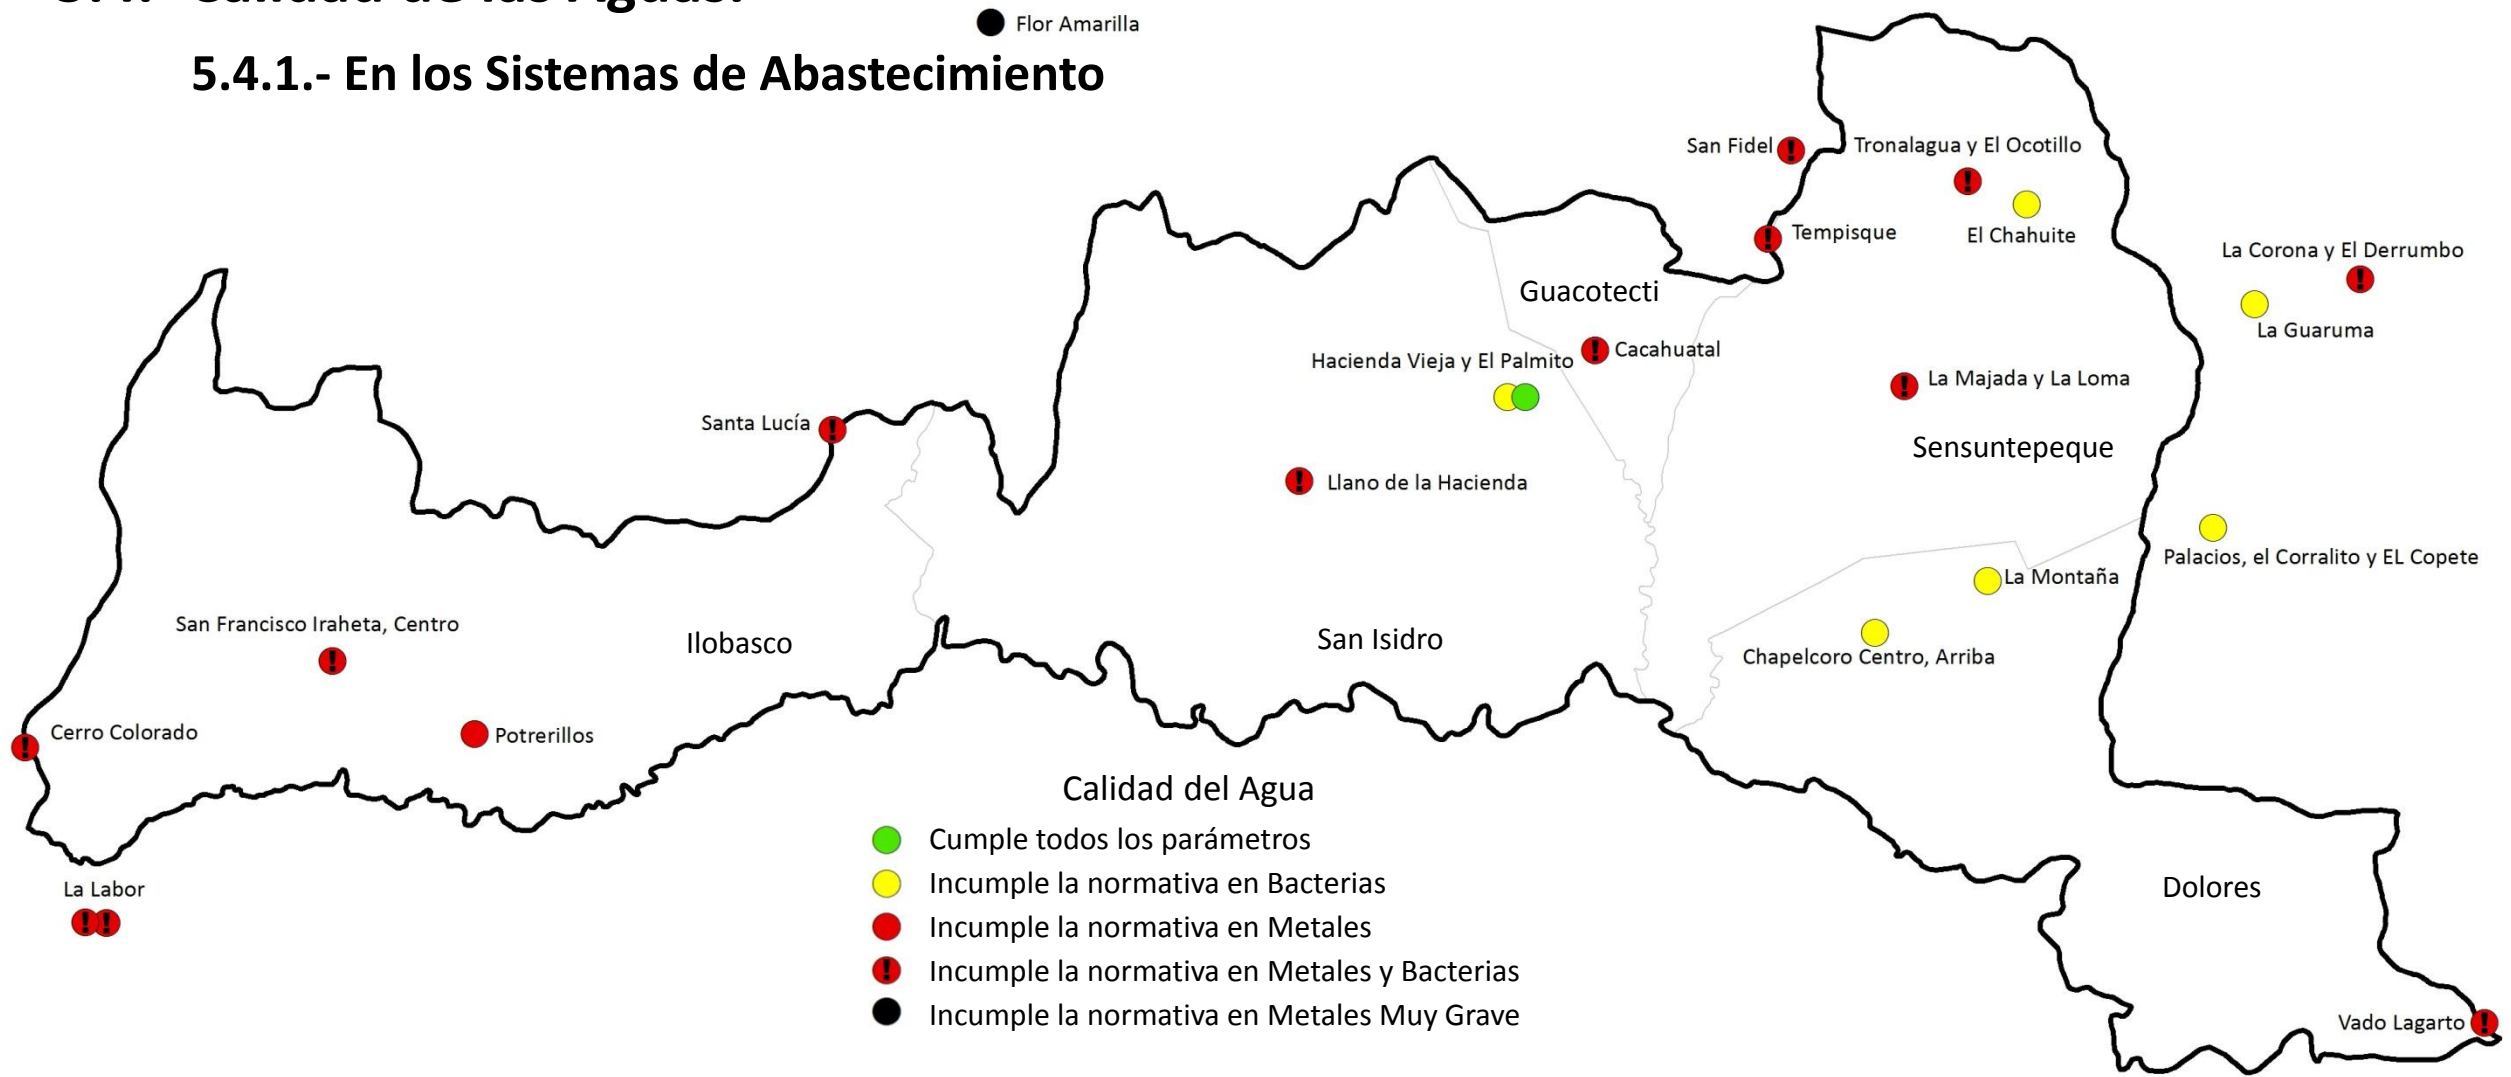 Flor Amarilla
5.4.1.- En los Sistemas de Abastecimiento
San Fidel
Tronalagua y El Ocotillo
Tempisque
El Chahuite
La Corona y El Derrumbo
Guacotecti
La Guaruma
Hacienda Vieja y El Palmito
Cacahuatal
La Majada y La Loma
Santa Lucía
Sensuntepeque
Llano de la Hacienda
Palacios, el Corralito y EL Copete
La Montaña
San Francisco Iraheta, Centro
Ilobasco
San Isidro
Chapelcoro Centro, Arriba
Cerro Colorado
Potrerillos
Calidad del Agua
Cumple todos los parámetros
Incumple la normativa en Bacterias
Incumple la normativa en Metales
Incumple la normativa en Metales y Bacterias
Incumple la normativa en Metales Muy Grave
La Labor
Dolores
Vado Lagarto